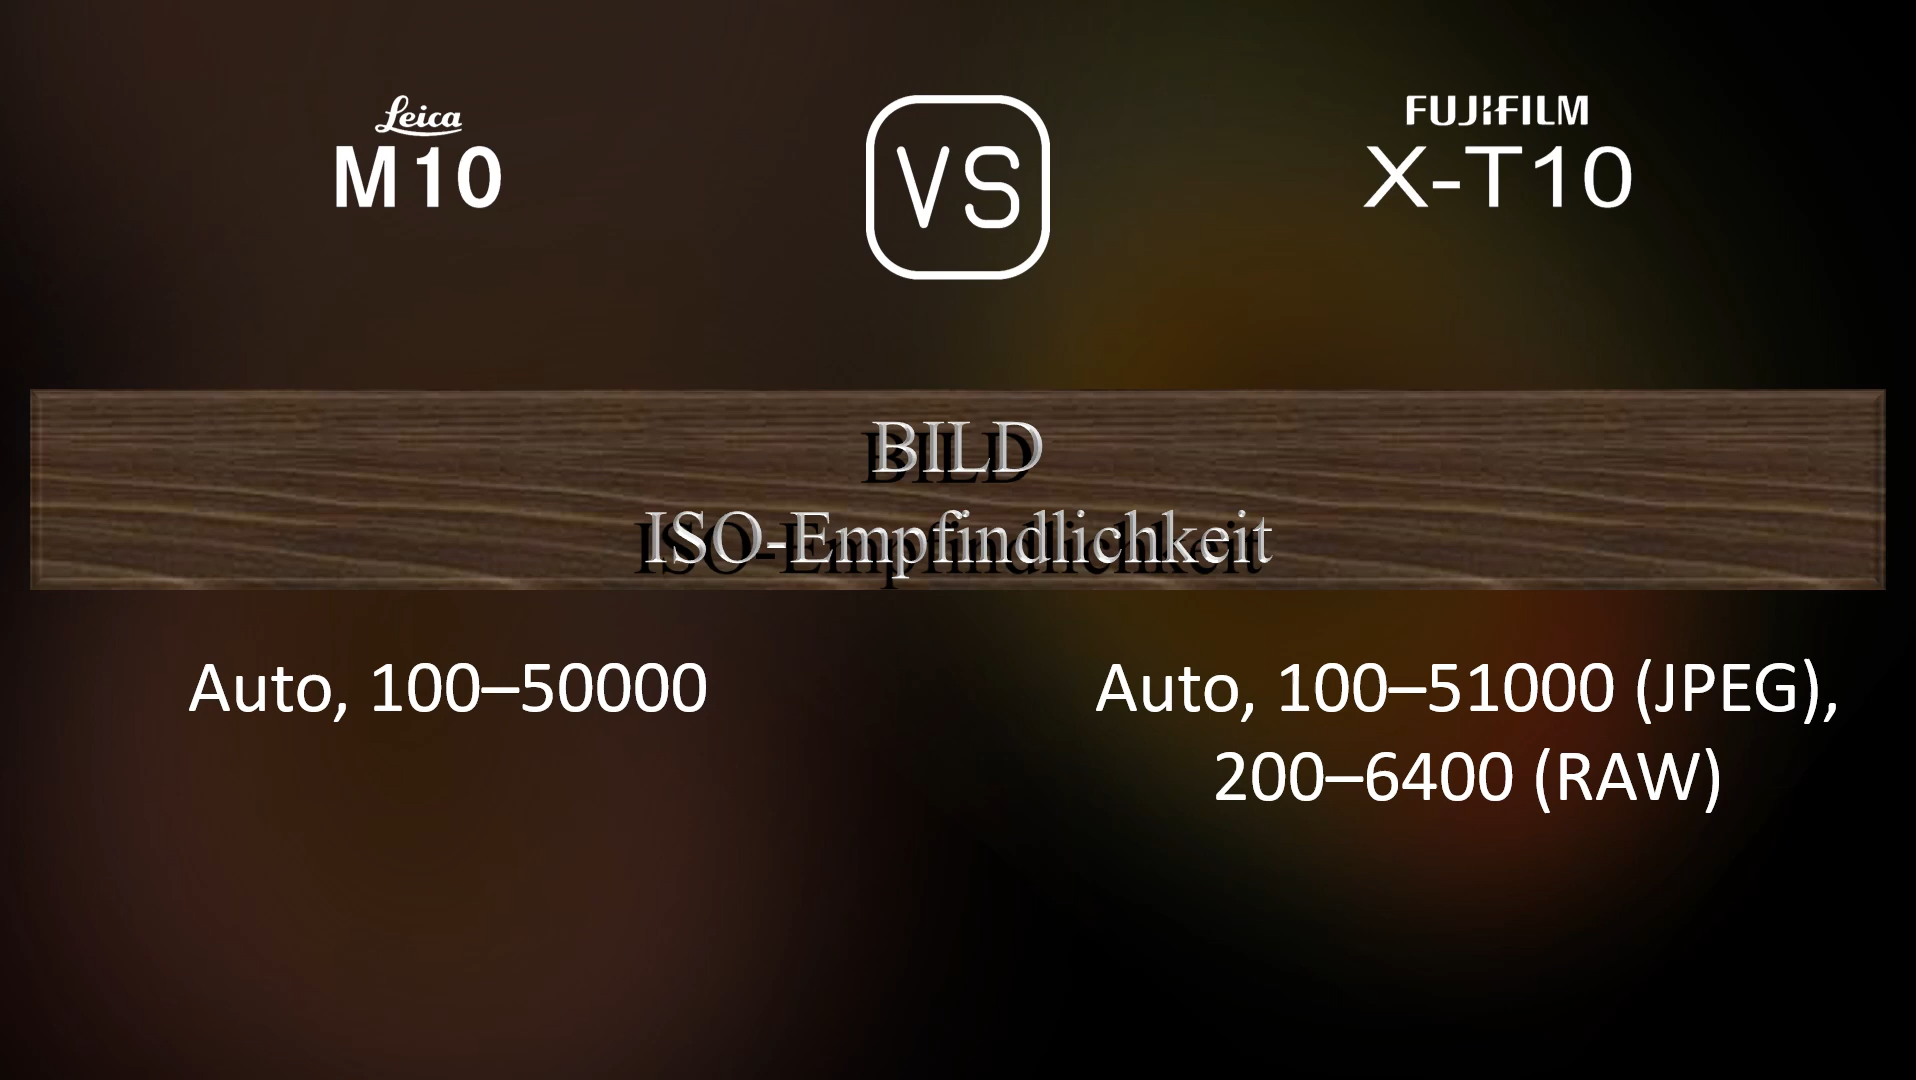 Leica
M10
VS
FUJIFILM
X-T10
BILD
ISO-Empfindlichkeit
Auto, 100–50000
Auto, 100–51000 (JPEG),
200–6400 (RAW)